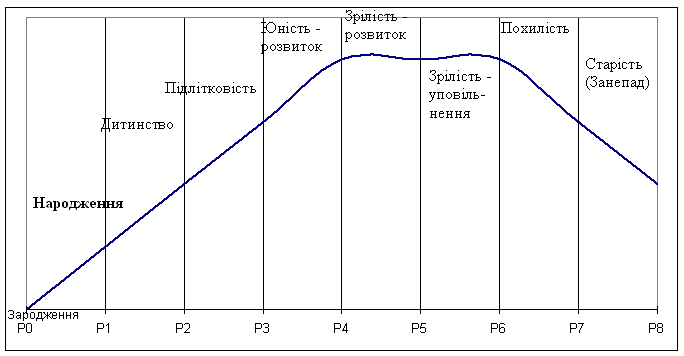 Зрілість -
розвиток
Юність -
розвиток
Похилість
Старість
(Занепад)
Зрілість -
уповіль-
нення
Підлітковість
Дитинство
Народження
Зародження
P0 P1 P2 P3 P4 P5 P6 P7 P8